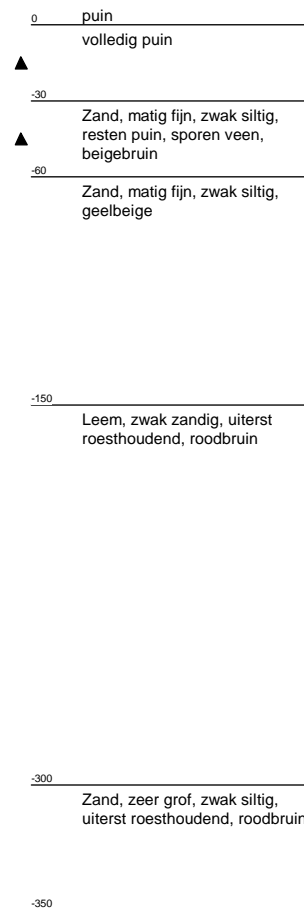 0 puin
volledig puin
-30
Zand, matig fijn, zwak siltig,
resten puin, sporen veen,
beigebruin
-60
Zand, matig fijn, zwak siltig,
geelbeige
-150
Leem, zwak zandig, uiterst
roesthoudend, roodbruin
-300
Zand, zeer grof, zwak siltig,
uiterst roesthoudend, roodbruin
-350